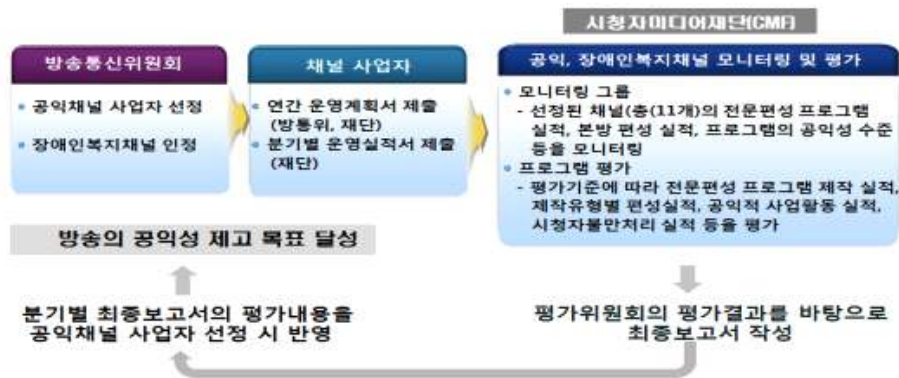 시청자미디어재단(CMF)
방송통신위원회
• 공익채널 사업자 선정
• 장애인복지채널 인정
채널 사업자
• 연간 운영계획서 제출
(방통위, 재단)
• 분기별 운영실적서 제출
(재단)
공익, 장애인복지채널 모니터링 및 평가
• 모니터링 그룹
- 선정된 채널(총(11개)의 전문편성 프로그램
실적, 본방 편성 실적, 프로그램의 공익성 수준
등을 모니터링
• 프로그램 평가
- 평가기준에 따라 전문편성 프로그램 제작 실적,
제작유형별 편성실적, 공익적 사업활동 실적,
시청자불만처리 실적 등을 평가
방송의 공익성 제고 목표 달성
분기별 최종보고서의 평가내용을
공익채널 사업자 선정 시 반영
평가위원회의 평가결과를 바탕으로
최종보고서 작성